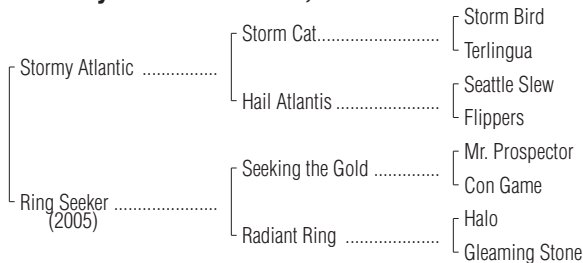 Storm Bird
Storm Cat....................................
Terlingua
Stormy Atlantic ......................
Seattle Slew
Hail Atlantis ..............................
Flippers
Mr. Prospector
Seeking the Gold .......................
Con Game
Ring Seeker ..............................
(2005)
Halo
Radiant Ring ...........................
Gleaming Stone